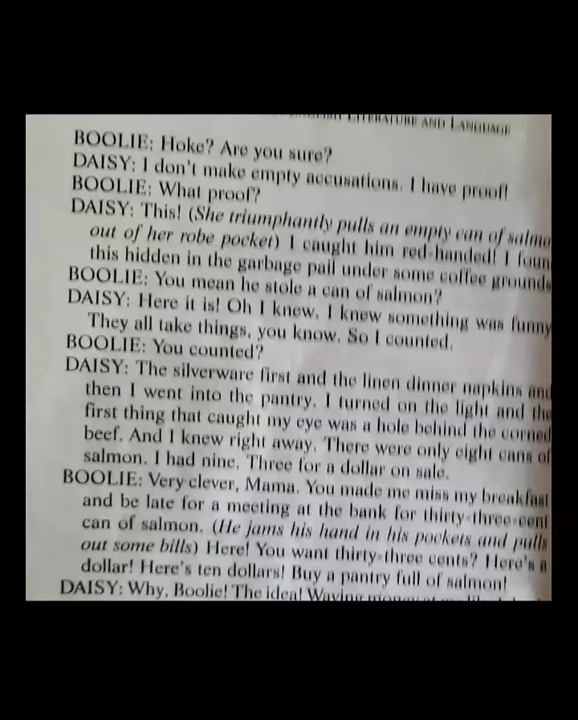 LITERATURE AND LANGUAGE
BOOLIE: Hoke? Are you sure?
DAISY: I don't make empty accusations. I have proof!
BOOLIE: What proof?
DAISY: This! (She triumphantly pulls an empty can of salmo
out of her robe pocket) I caught him red-handed! I foun
this hidden in the garbage pail under some coffee grounds
BOOLIE: You mean he stole a can of salmon?
DAISY: Here it is! Oh I knew. I knew something was funny
They all take things, you know. So I counted.
BOOLIE: You counted?
DAISY: The silverware first and the linen dinner napkins and
then I went into the pantry. I turned on the light and the
first thing that caught my eye was a hole behind the corned
beef. And I knew right away. There were only eight cans of
salmon. I had nine. Three for a dollar on sale.
BOOLIE: Very clever, Mama. You made me miss my breakfast
and be late for a meeting at the bank for thirty-three-cent
can of salmon. (He jams his hand in his pockets and pulls
out some bills) Here! You want thirty-three cents? Here's a
dollar! Here's ten dollars! Buy a pantry full of salmon!
DAISY: Why, Boolie! The idea! Waving money at me